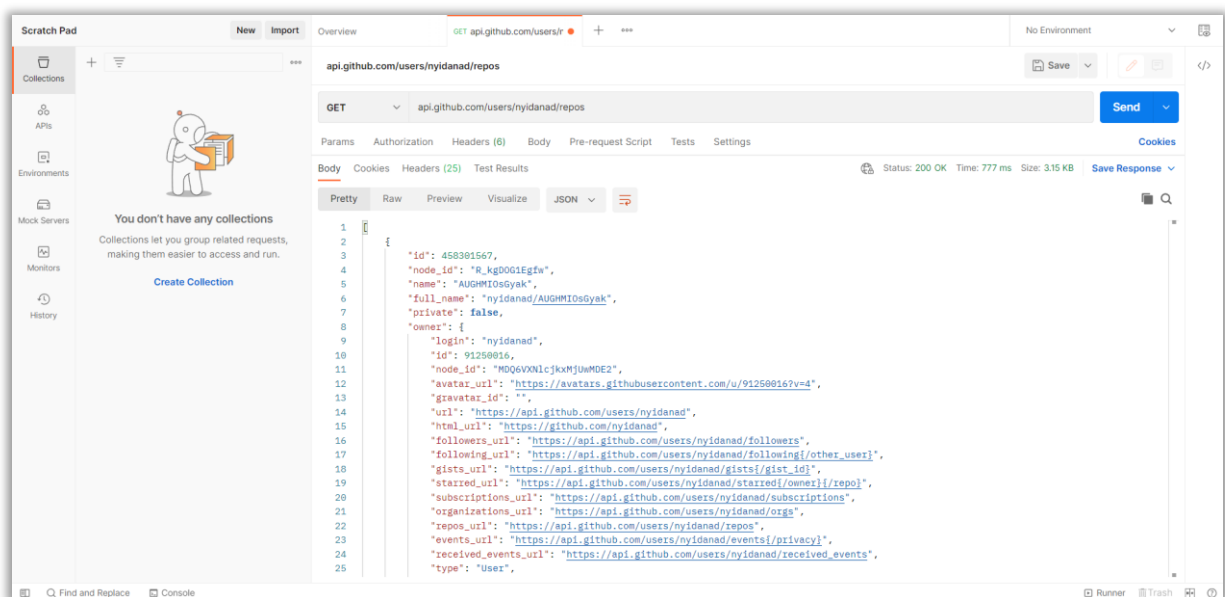 Scratch Pad New Import Overview GET api.github.com/users/r No Environment
Collections
APIs
Environments
Mock Servers
Monitors
History
You don't have any collections
Collections let you group related requests,
making them easier to access and run.
Create Collection
api.github.com/users/nyidanad/repos Save
GET api.github.com/users/nyidanad/repos Send
Params Authorization Headers (6) Body Pre-request Script Tests Settings Cookies
Body Cookies Headers (25) Test Results Status: 200 OK Time: 777 ms Size: 3.15 KB Save Response
Pretty Raw Preview Visualize JSON
1 [
2 {
3 "id": 458301567,
4 "node_id": "R_kgDOG1Egfw",
5 "name": "AUGHMIOsGyak",
6 "full_name": "nyidanad/AUGHMIOsGyak",
7 "private": false,
8 "owner": {
9 "login": "nyidanad",
10 "id": 91250016,
11 "node_id": "MDQ6VXNlcjkxMjUwMDE2",
12 "avatar_url": "https://avatars.githubusercontent.com/u/91250016?v=4",
13 "gravatar_id": "",
14 "url": "https://api.github.com/users/nyidanad",
15 "html_url": "https://github.com/nyidanad",
16 "followers_url": "https://api.github.com/users/nyidanad/followers",
17 "following_url": "https://api.github.com/users/nyidanad/following{/other_user}",
18 "gists_url": "https://api.github.com/users/nyidanad/gists{/gist_id}",
19 "starred_url": "https://api.github.com/users/nyidanad/starred{/owner}{/repo}",
20 "subscriptions_url": "https://api.github.com/users/nyidanad/subscriptions",
21 "organizations_url": "https://api.github.com/users/nyidanad/orgs",
22 "repos_url": "https://api.github.com/users/nyidanad/repos",
23 "events_url": "https://api.github.com/users/nyidanad/events{/privacy}",
24 "received_events_url": "https://api.github.com/users/nyidanad/received_events",
25 "type": "User",
Find and Replace Console Runner Trash